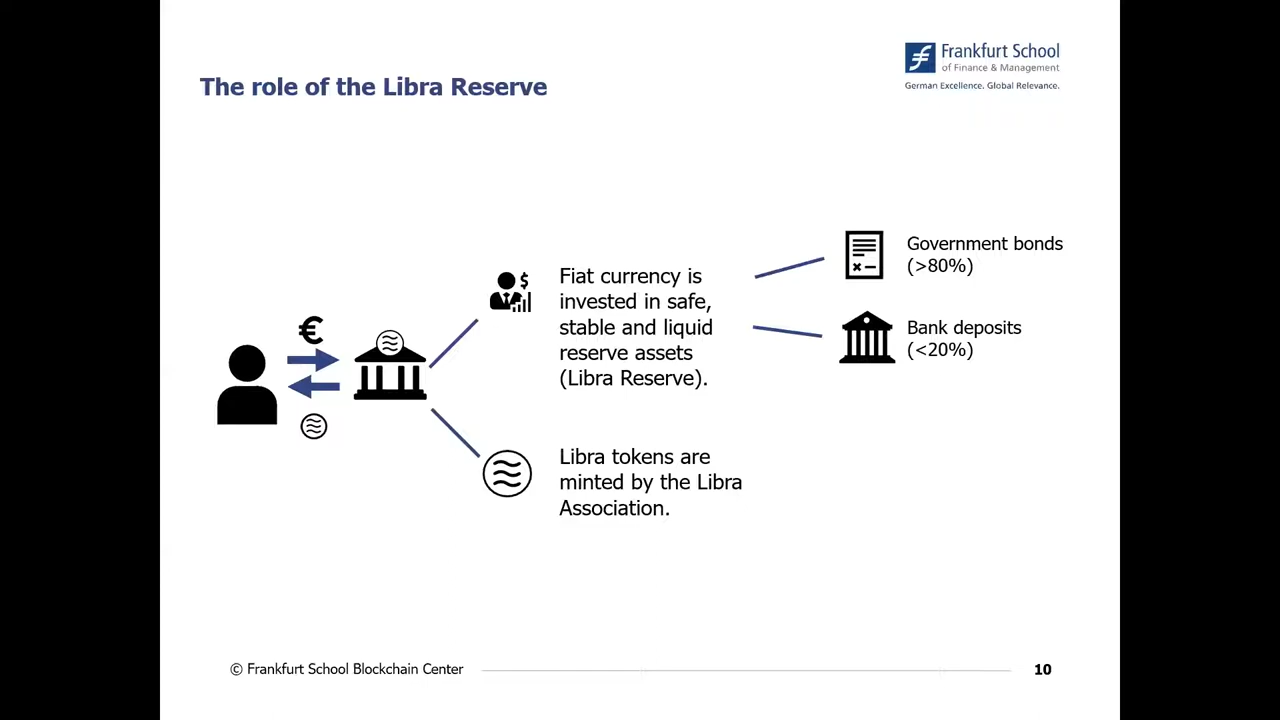 The role of the Libra Reserve
Frankfurt School
of Finance & Management
German Excellence. Global Relevance.
€
$
Fiat currency is
invested in safe,
stable and liquid
reserve assets
(Libra Reserve).
Government bonds
(>80%)
Bank deposits
(<20%)
Libra tokens are
minted by the Libra
Association.
© Frankfurt School Blockchain Center
10